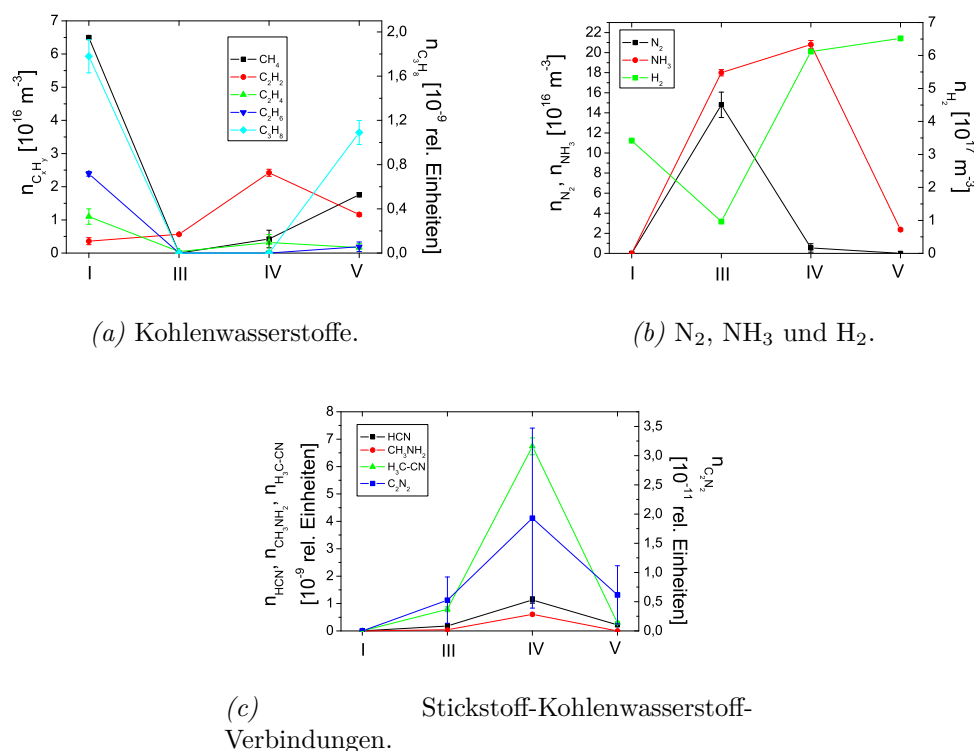 7
6
5
4
3
2
1
0
n_CxHy [10^16 m^-3]
CH₄
C₂H₂
C₂H₄
C₂H₆
C₃H₈
2,0
1,6
1,2
0,8
0,4
0,0
n_C₃H₈ [10^-9 rel. Einheiten]
I III IV V
(a) Kohlenwasserstoffe.
22
20
18
16
14
12
10
8
6
4
2
0
n_N₂, n_NH₃ [10^16 m^-3]
N₂
NH₃
H₂
7
6
5
4
3
2
1
0
n_H₂ [10^17 m^-3]
I III IV V
(b) N₂, NH₃ und H₂.
8
7
6
5
4
3
2
1
0
n_HCN, n_CH₃NH₂, n_H₃C-CN
[10^-9 rel. Einheiten]
HCN
CH₃NH₂
H₃C-CN
C₂N₂
3,5
3,0
2,5
2,0
1,5
1,0
0,5
0,0
n_C₂N₂
[10^-11 rel. Einheiten]
I III IV V
(c) Stickstoff-Kohlenwasserstoff-
Verbindungen.